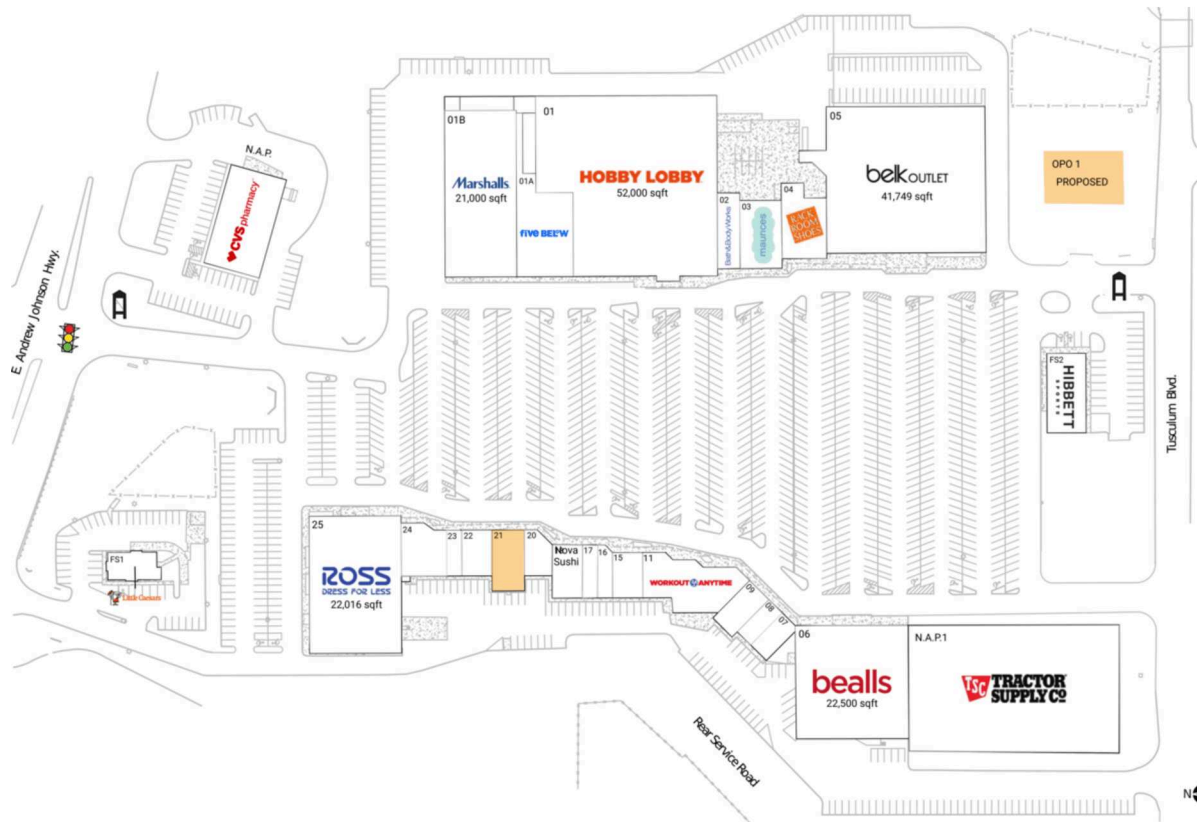 N.A.P.
CVS pharmacy
E. Andrew Johnson Hwy.
01B
Marshalls
21,000 sqft
01A
five BEL°W
01
HOBBY LOBBY
52,000 sqft
02
Bath&BodyWorks
03
maurices
04
RACK
ROOM
SHOES
05
belk OUTLET
41,749 sqft
OPO 1
PROPOSED
FS2
HIBBETT
SPORTS
Tusculum Blvd.
FS1
Little Caesars
25
ROSS
DRESS FOR LESS
22,016 sqft
24
23
22
21
20
Nova
Sushi
17
16
15
11
WORKOUT ANYTIME
09
08
07
06
bealls
22,500 sqft
N.A.P.1
TSC
TRACTOR
SUPPLY CO
Rear Service Road
N